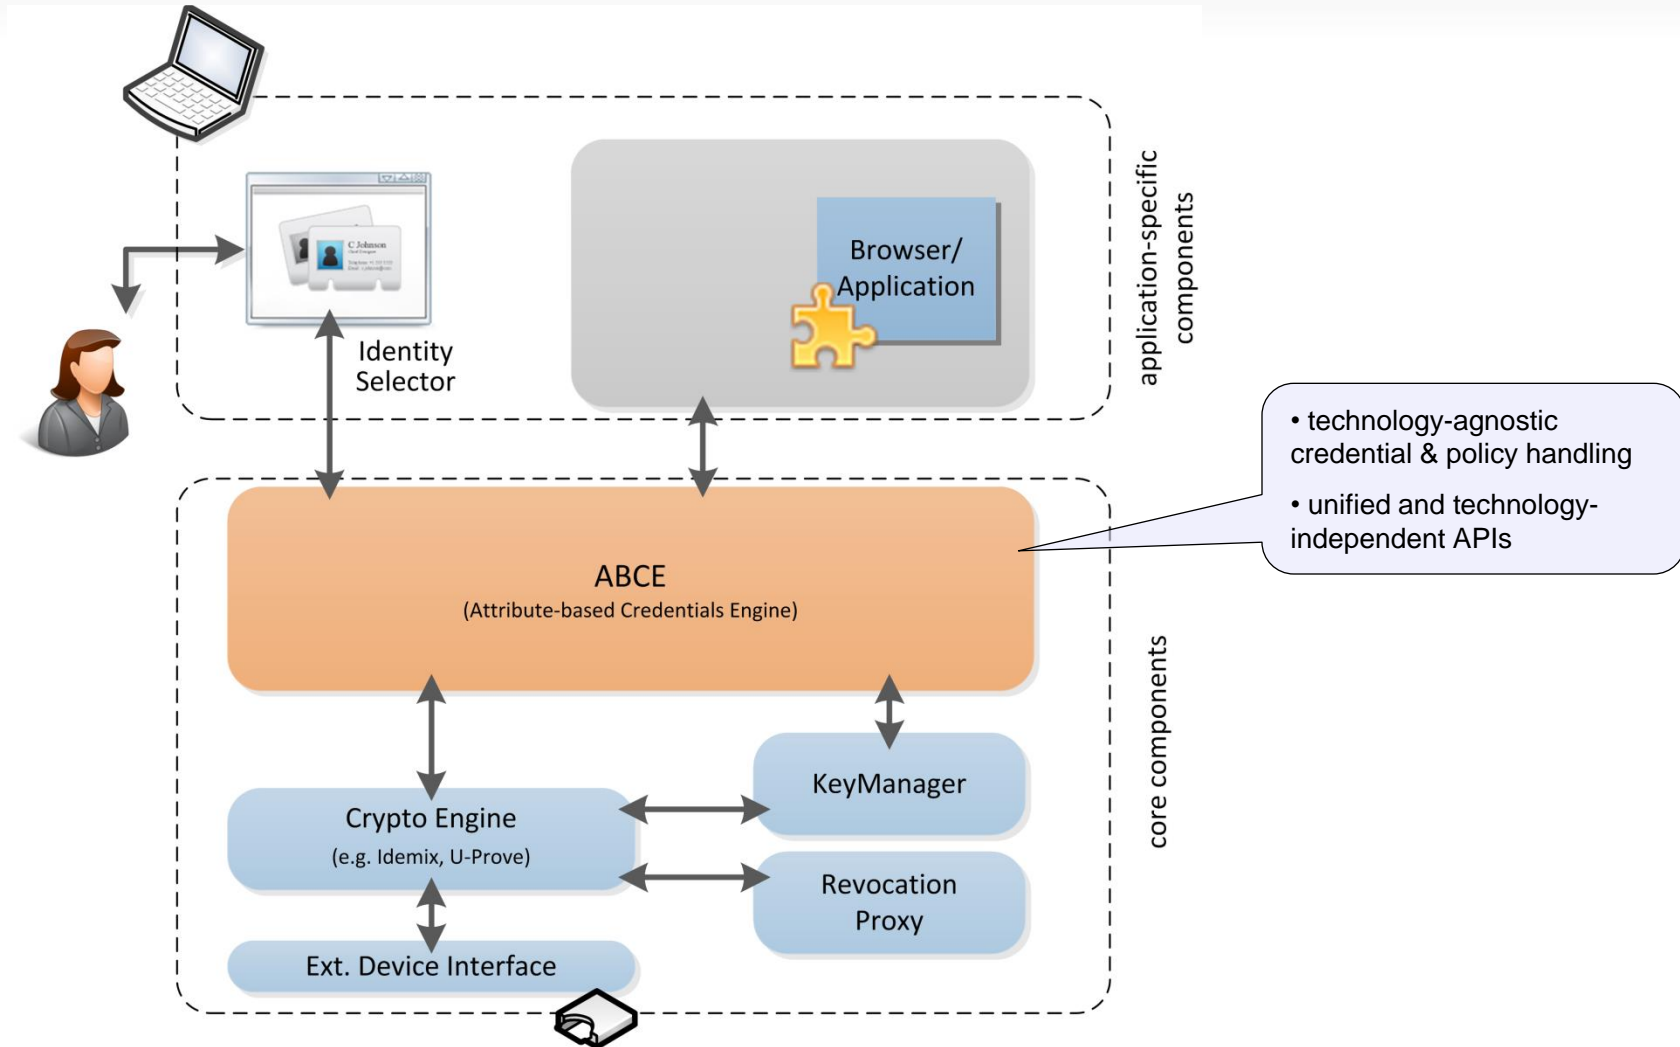 C Johnson
Identity
Selector
Browser/
Application
application-specific
components
• technology-agnostic
credential & policy handling
• unified and technology-
independent APIs
ABCE
(Attribute-based Credentials Engine)
core components
KeyManager
Crypto Engine
(e.g. Idemix, U-Prove)
Revocation
Proxy
Ext. Device Interface